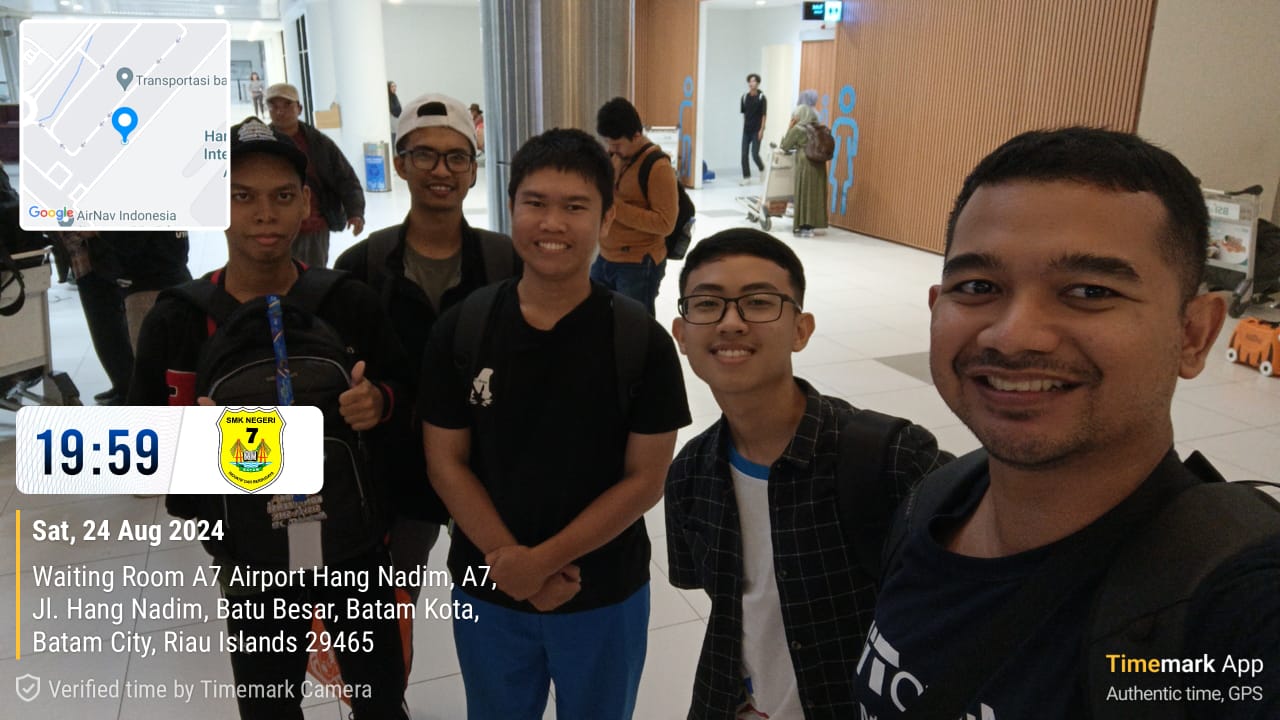 Transportasi ba
Har
Inte
A
Google
AirNav Indonesia
19:59
SMK NEGERI
7
BATAM
Sat, 24 Aug 2024
Waiting Room A7 Airport Hang Nadim, A7,
Jl. Hang Nadim, Batu Besar, Batam Kota,
Batam City, Riau Islands 29465
Verified time by Timemark Camera
Timemark App
Authentic time, GPS